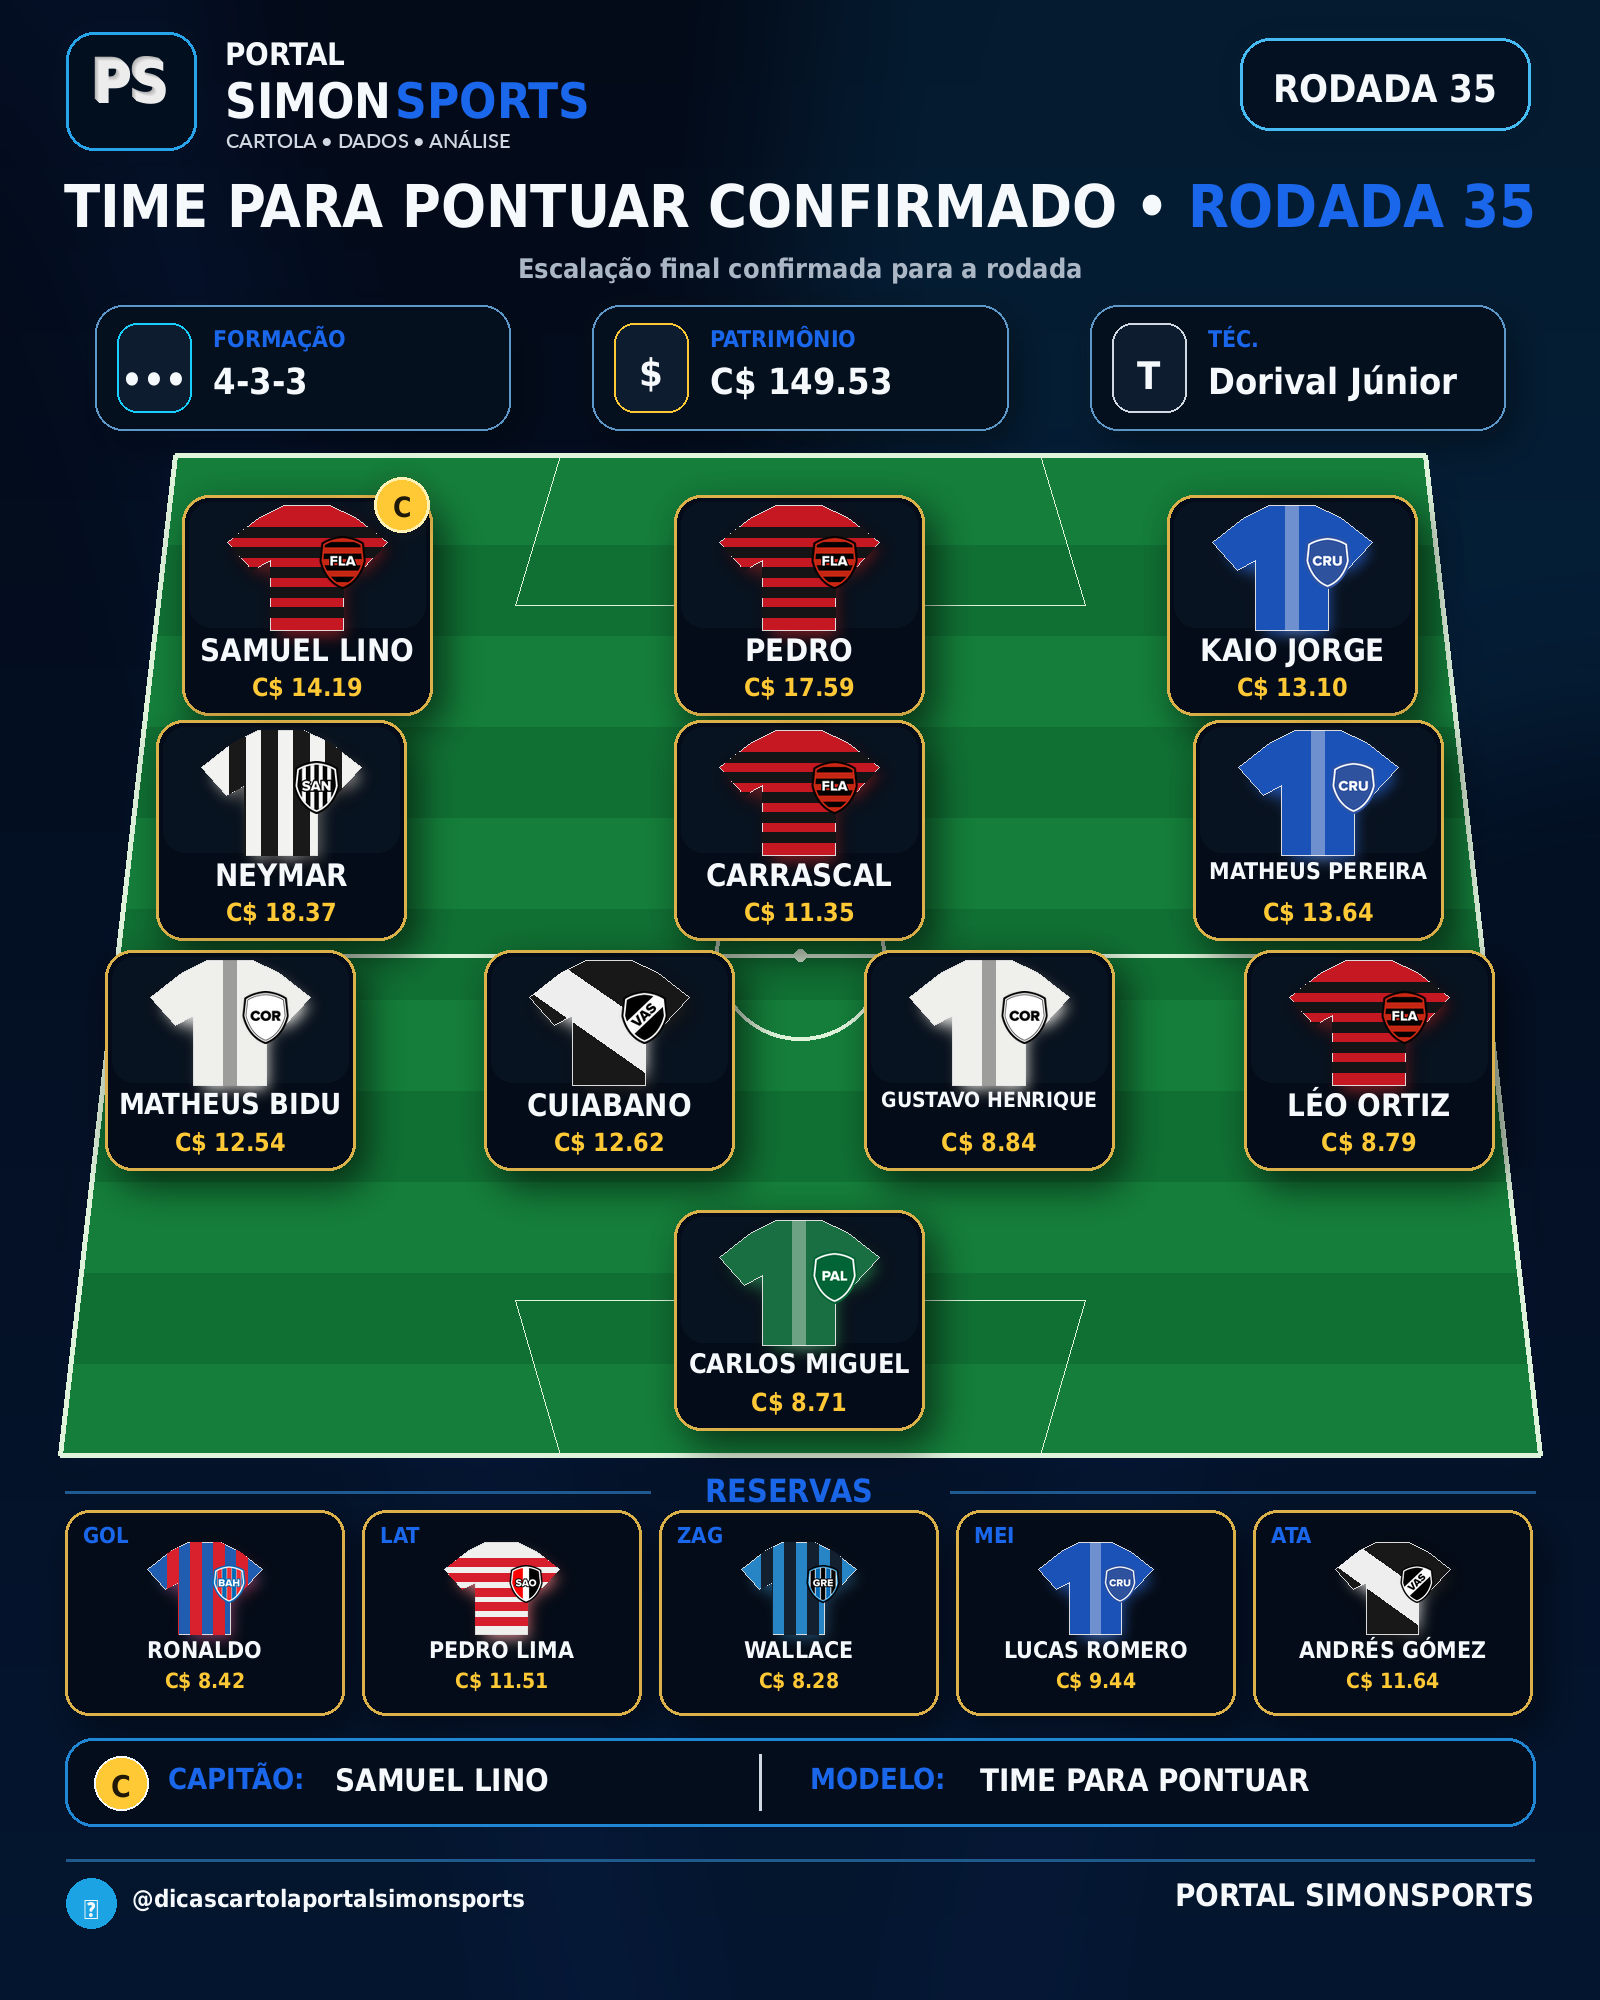 PS
PORTAL
SIMONSPORTS
CARTOLA • DADOS • ANÁLISE
RODADA 35
TIME PARA PONTUAR CONFIRMADO • RODADA 35
Escalação final confirmada para a rodada
FORMAÇÃO
4-3-3
$
PATRIMÔNIO
C$ 149.53
T
TÉC.
Dorival Júnior
C
FLA
SAMUEL LINO
C$ 14.19
FLA
PEDRO
C$ 17.59
CRU
KAIO JORGE
C$ 13.10
SAN
NEYMAR
C$ 18.37
FLA
CARRASCAL
C$ 11.35
CRU
MATHEUS PEREIRA
C$ 13.64
COR
MATHEUS BIDU
C$ 12.54
VAS
CUIABANO
C$ 12.62
COR
GUSTAVO HENRIQUE
C$ 8.84
FLA
LÉO ORTIZ
C$ 8.79
PAL
CARLOS MIGUEL
C$ 8.71
RESERVAS
GOL
BAH
RONALDO
C$ 8.42
LAT
SAO
PEDRO LIMA
C$ 11.51
ZAG
GRE
WALLACE
C$ 8.28
MEI
CRU
LUCAS ROMERO
C$ 9.44
ATA
VAS
ANDRÉS GÓMEZ
C$ 11.64
C CAPITÃO: SAMUEL LINO
MODELO: TIME PARA PONTUAR
@dicascartolaportalsimonsports
PORTAL SIMONSPORTS